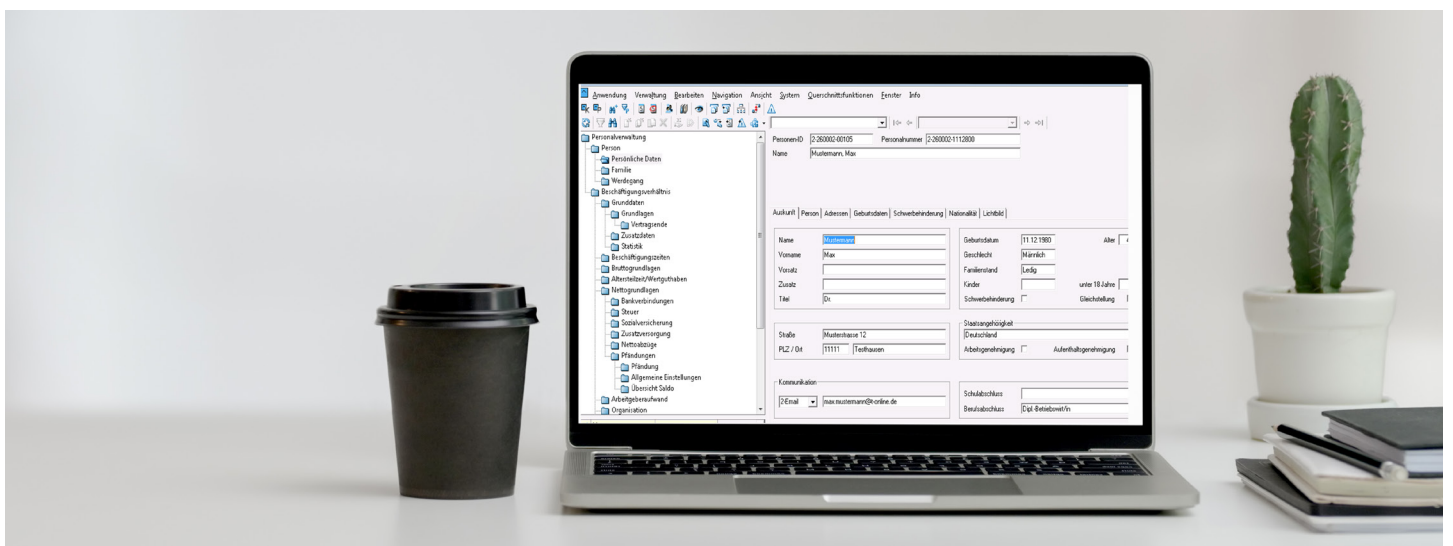 Anwendung Verwaltung Bearbeiten Navigation Ansicht System Querschnittsfunktionen Fenster Info
Personalverwaltung
Person
Persönliche Daten
Familie
Werdegang
Beschäftigungsverhältnis
Grunddaten
Grundlagen
Vertragsende
Zusatzdaten
Statistik
Beschäftigungszeiten
Bruttogrundlagen
Altersteilzeit/Wertguthaben
Nettogrundlagen
Bankverbindungen
Steuer
Sozialversicherung
Zusatzversorgung
Nettoabzüge
Pfändungen
Pfändung
Allgemeine Einstellungen
Übersicht Saldo
Arbeitgeberaufwand
Organisation
Personen-ID 2-260002-00105 Personalnummer 2-260002-1112800
Name Mustermann, Max
Auskunft Person Adressen Geburtsdaten Schwerbehinderung Nationalität Lichtbild
Name Mustermann
Vorname Max
Vorsatz
Zusatz
Titel Dr.
Straße Musterstrasse 12
PLZ / Ort 11111 Testhausen
Kommunikation
2-Email max.mustermann@t-online.de
Geburtsdatum 11.12.1980 Alter 4
Geschlecht Männlich
Familienstand Ledig
Kinder unter 18 Jahre
Schwerbehinderung Gleichstellung
Staatsangehörigkeit
Deutschland
Arbeitsgenehmigung Aufenthaltsgenehmigung
Schulabschluss
Berufsabschluss Dipl.-Betriebswirt/in